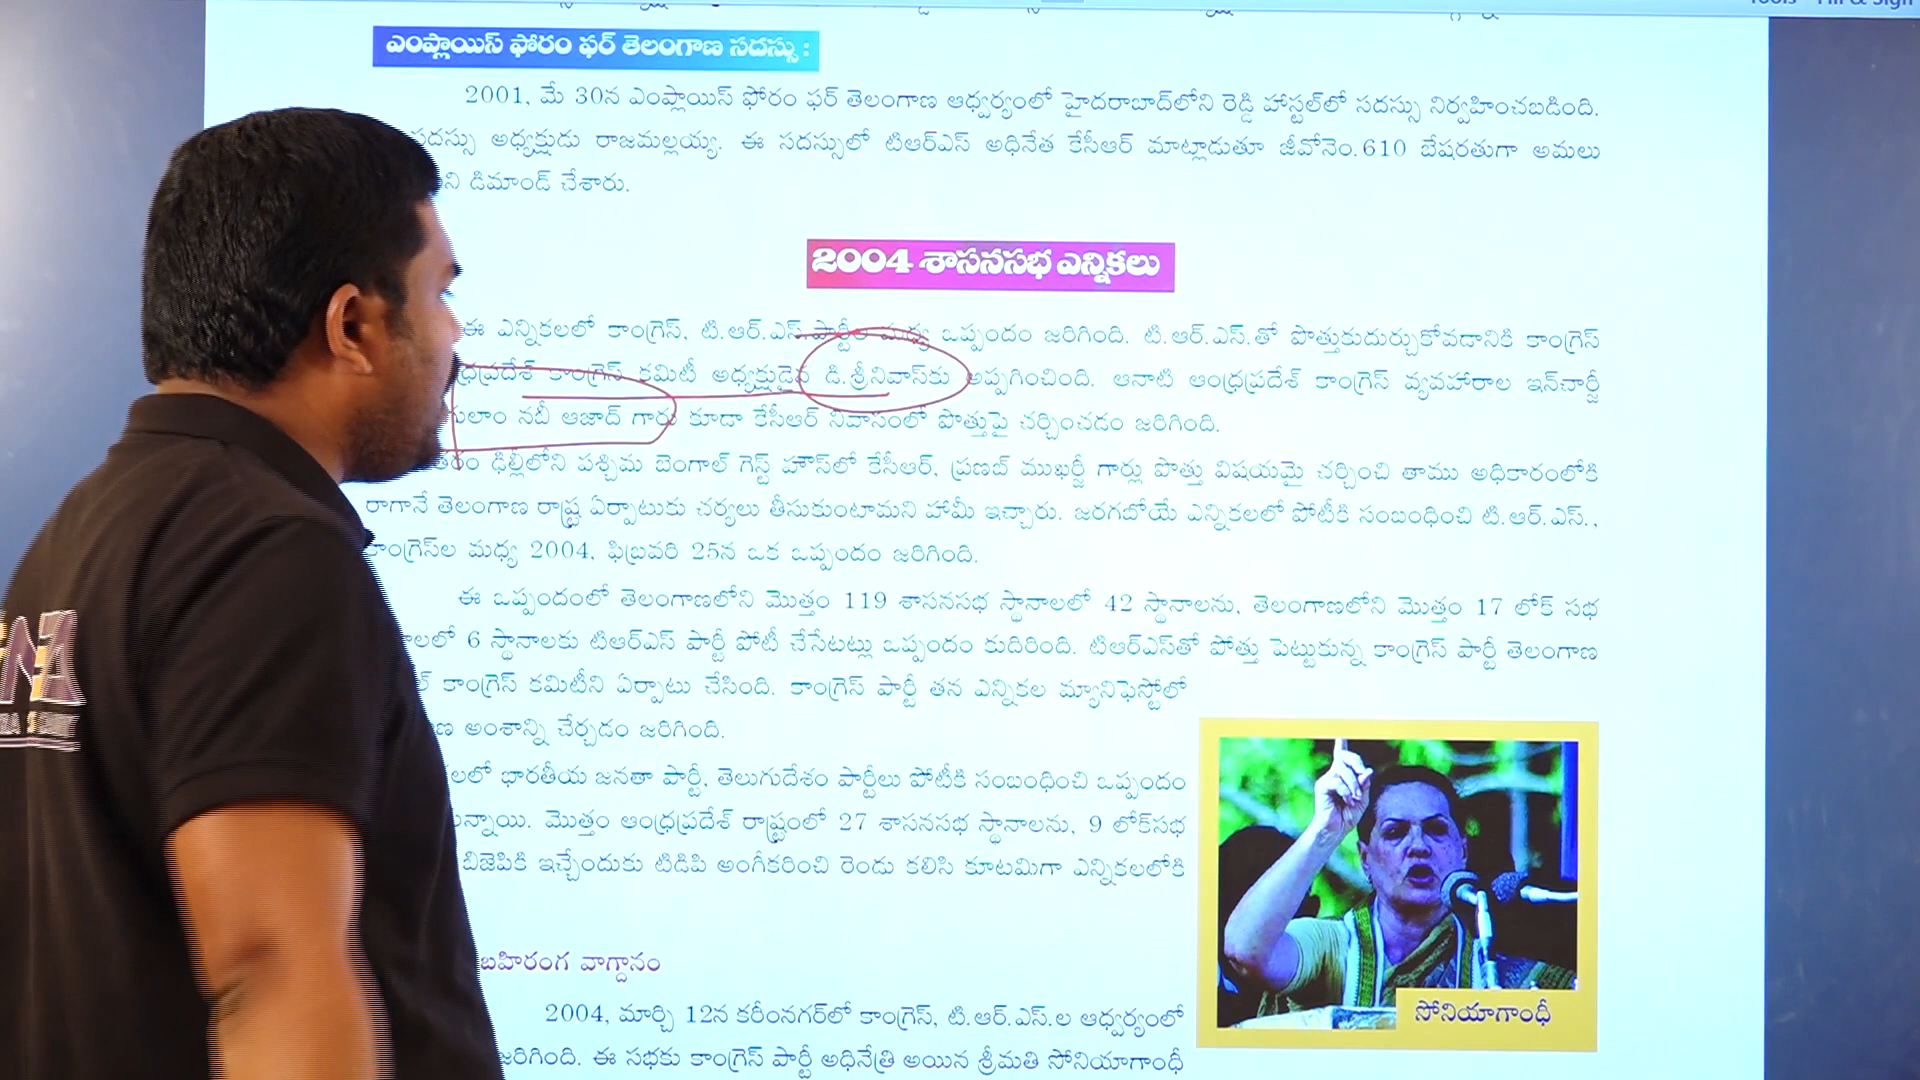 Tools Fill & Sign
ఎంప్లాయిస్ ఫోరం ఫర్ తెలంగాణ సదస్సు :
2001, మే 30న ఎంప్లాయిస్ ఫోరం ఫర్ తెలంగాణ ఆధ్వర్యంలో హైదరాబాద్‌లోని రెడ్డి హాస్టల్‌లో సదస్సు నిర్వహించబడింది.
సదస్సు అధ్యక్షుడు రాజమల్లయ్య. ఈ సదస్సులో టిఆర్ఎస్ అధినేత కేసీఆర్ మాట్లాడుతూ జీవోనెం.610 బేషరతుగా అమలు
డిమాండ్ చేశారు.
2004 శాసనసభ ఎన్నికలు
ఈ ఎన్నికలలో కాంగ్రెస్, టి.ఆర్.ఎస్.పార్టీల మధ్య ఒప్పందం జరిగింది. టి.ఆర్.ఎస్.తో పొత్తుకుదుర్చుకోవడానికి కాంగ్రెస్
కాంగ్రెస్ కమిటీ అధ్యక్షుడైన డి.శ్రీనివాస్‌కు అప్పగించింది. ఆనాటి ఆంధ్రప్రదేశ్ కాంగ్రెస్ వ్యవహారాల ఇన్‌చార్జీ
నబీ ఆజాద్ గారు కూడా కేసీఆర్ నివాసంలో పొత్తుపై చర్చించడం జరిగింది.
ఢిల్లీలోని పశ్చిమ బెంగాల్ గెస్ట్ హౌస్‌లో కేసీఆర్, ప్రణబ్ ముఖర్జీ గార్లు పొత్తు విషయమై చర్చించి తాము అధికారంలోకి
రాగానే తెలంగాణ రాష్ట్ర ఏర్పాటుకు చర్యలు తీసుకుంటామని హామీ ఇచ్చారు. జరగబోయే ఎన్నికలలో పోటీకి సంబంధించి టి.ఆర్.ఎస్.,
కాంగ్రెస్‌ల మధ్య 2004, ఫిబ్రవరి 25న ఒక ఒప్పందం జరిగింది.
ఈ ఒప్పందంలో తెలంగాణలోని మొత్తం 119 శాసనసభ స్థానాలలో 42 స్థానాలను, తెలంగాణలోని మొత్తం 17 లోక్ సభ
6 స్థానాలకు టిఆర్ఎస్ పార్టీ పోటీ చేసేటట్లు ఒప్పందం కుదిరింది. టిఆర్ఎస్‌తో పోత్తు పెట్టుకున్న కాంగ్రెస్ పార్టీ తెలంగాణ
కాంగ్రెస్ కమిటీని ఏర్పాటు చేసింది. కాంగ్రెస్ పార్టీ తన ఎన్నికల మ్యానిఫెస్టోలో
అంశాన్ని చేర్చడం జరిగింది.
భారతీయ జనతా పార్టీ, తెలుగుదేశం పార్టీలు పోటీకి సంబంధించి ఒప్పందం
మొత్తం ఆంధ్రప్రదేశ్ రాష్ట్రంలో 27 శాసనసభ స్థానాలను, 9 లోక్‌సభ
బిజెపికి ఇచ్చేందుకు టిడిపి అంగీకరించి రెండు కలిసి కూటమిగా ఎన్నికలలోకి
బహిరంగ వాగ్దానం
2004, మార్చి 12న కరీంనగర్‌లో కాంగ్రెస్, టి.ఆర్.ఎస్.ల ఆధ్వర్యంలో
జరిగింది. ఈ సభకు కాంగ్రెస్ పార్టీ అధినేత్రి అయిన శ్రీమతి సోనియాగాంధీ
సోనియాగాంధీ